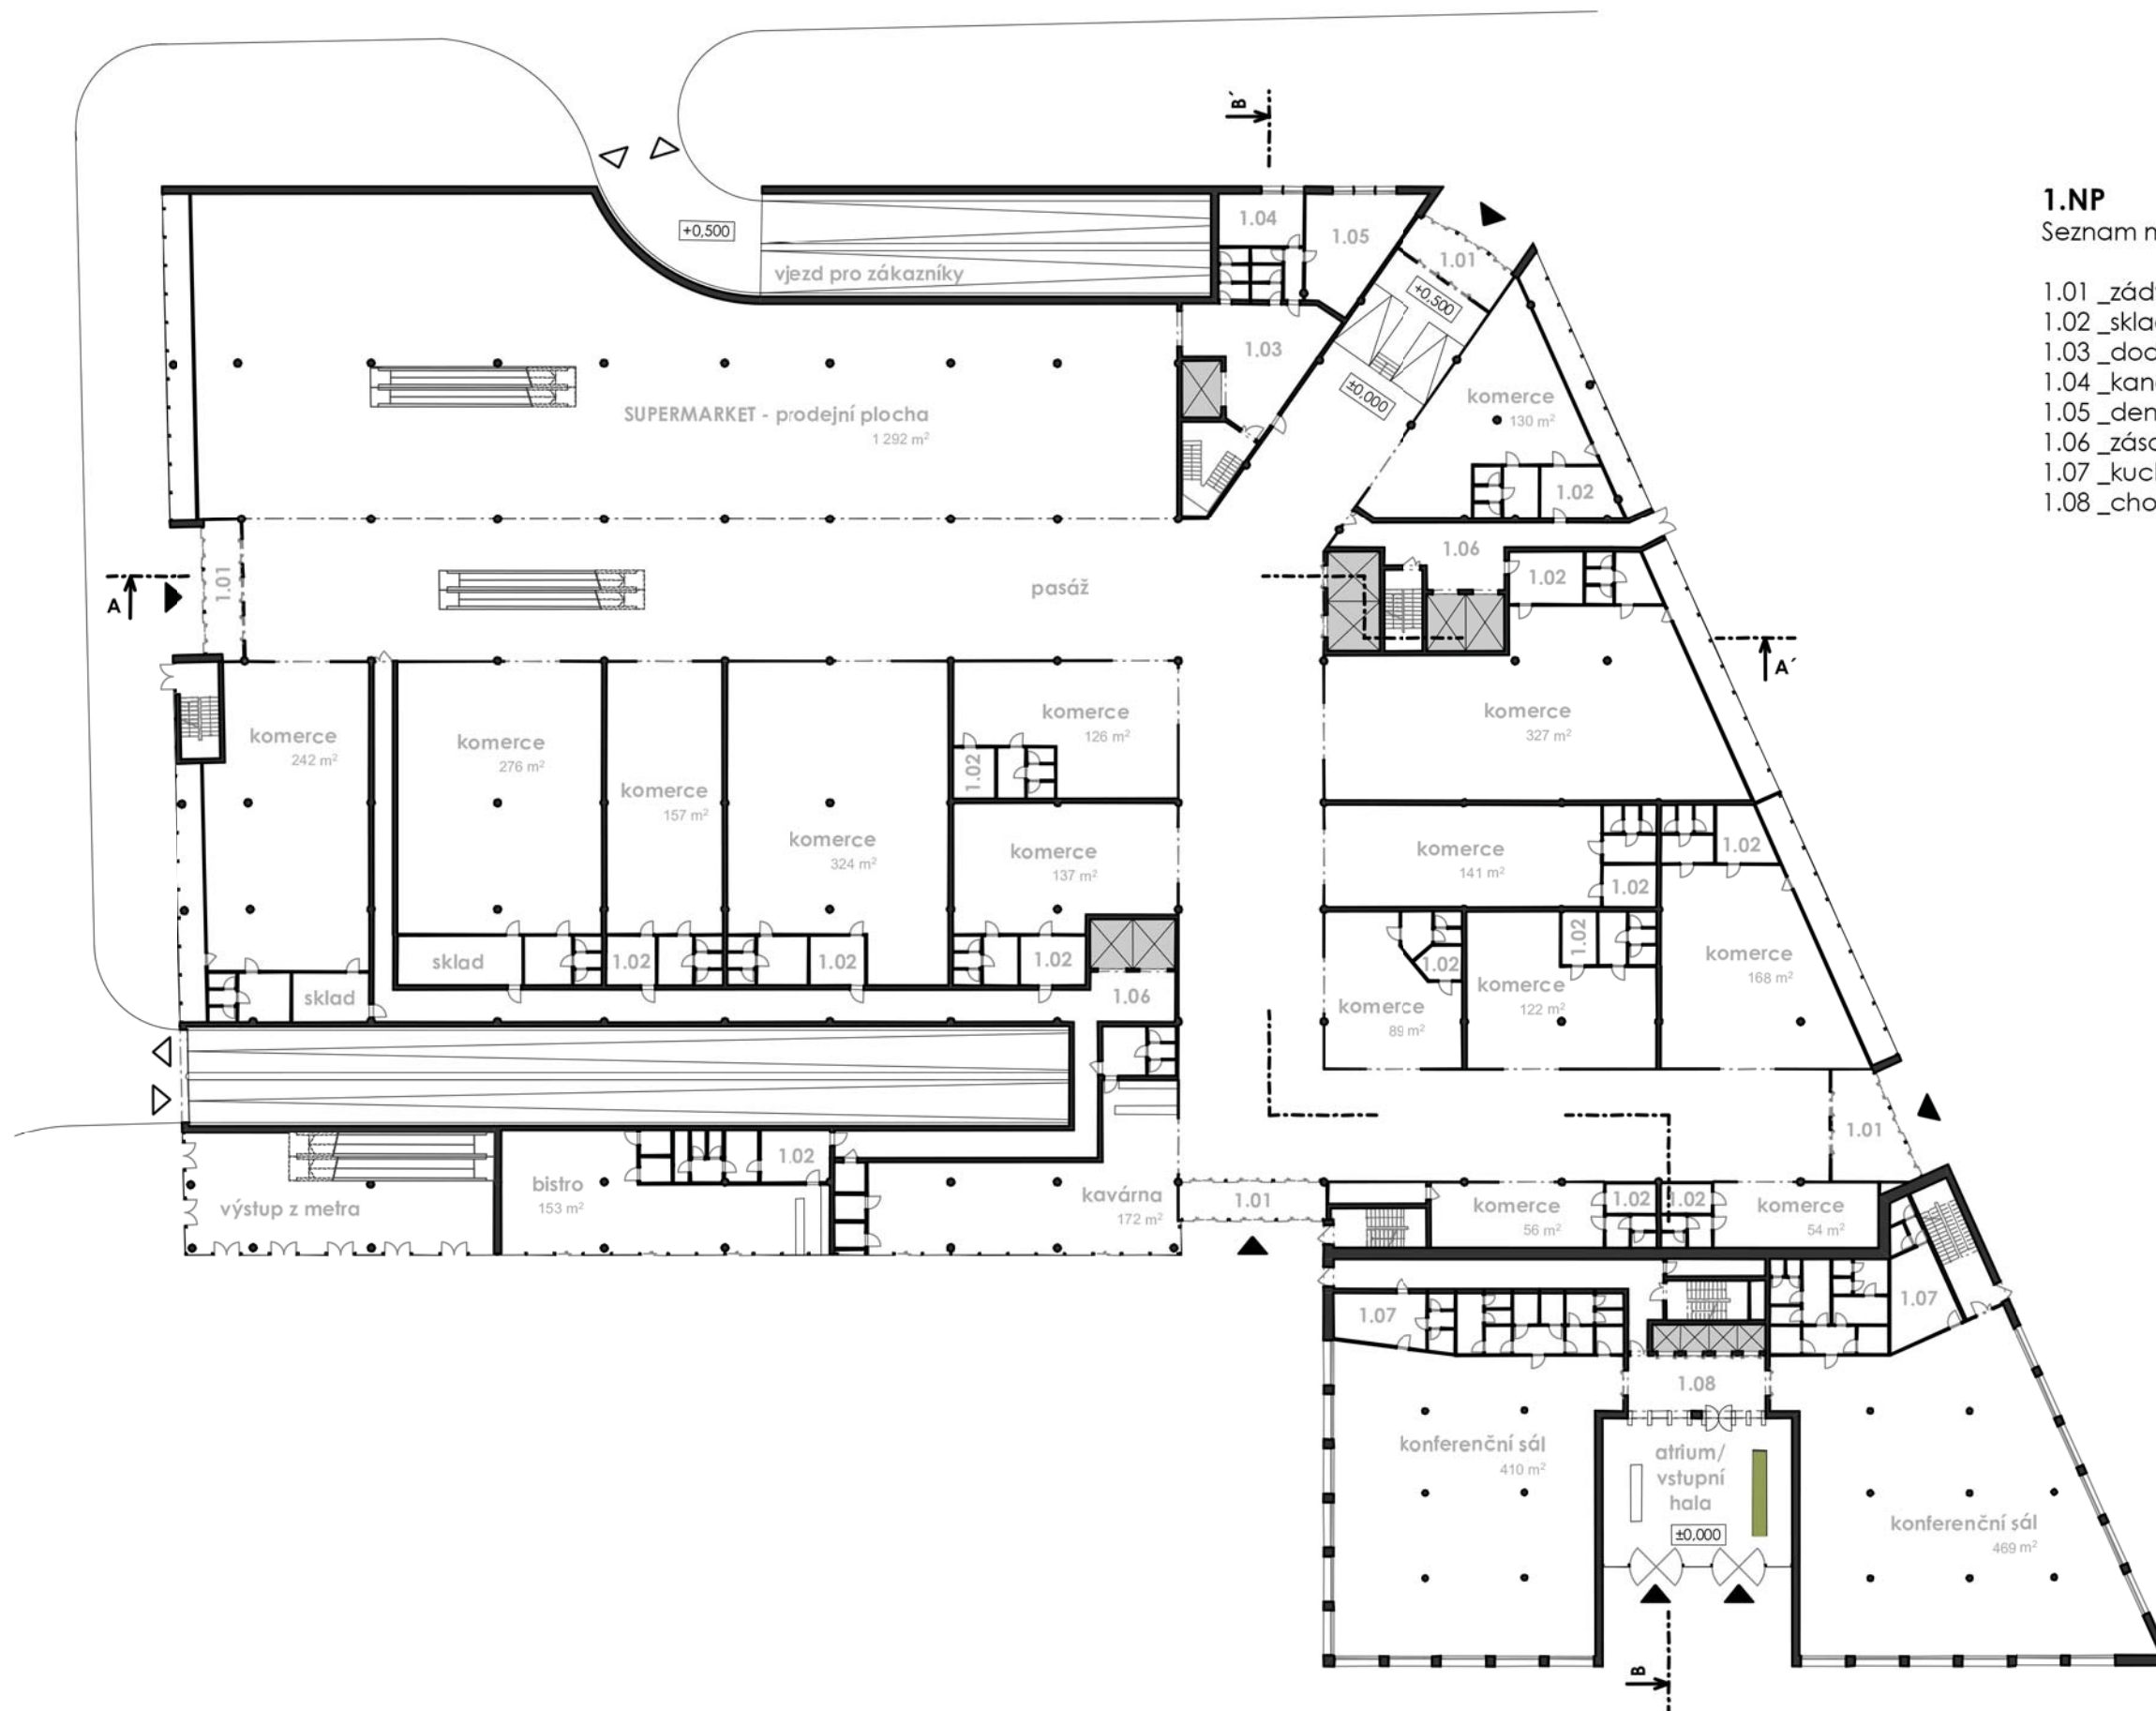 B´
1.NP
Seznam m
1.01 _zád
1.02 _skla
1.03 _doc
1.04 _kan
1.05 _den
1.06 _záso
1.07 _kuc
1.08 _cho
+0,500
vjezd pro zákazníky
1.04
1.05
1.01
+0,500
1.03
±0,000
SUPERMARKET - prodejní plocha
1 292 m²
komerce
130 m²
1.02
1.06
1.02
A
1.01
pasáž
A´
komerce
242 m²
komerce
276 m²
komerce
157 m²
komerce
324 m²
komerce
126 m²
1.02
komerce
137 m²
komerce
327 m²
komerce
141 m²
1.02
1.02
sklad
sklad
1.02
1.02
1.02
1.06
komerce
89 m²
1.02
komerce
122 m²
1.02
komerce
168 m²
1.01
výstup z metra
bistro
153 m²
1.02
kavárna
172 m²
1.01
komerce
56 m²
1.02
1.02
komerce
54 m²
1.07
1.07
1.08
konferenční sál
410 m²
atrium/
vstupní
hala
±0,000
konferenční sál
469 m²
B